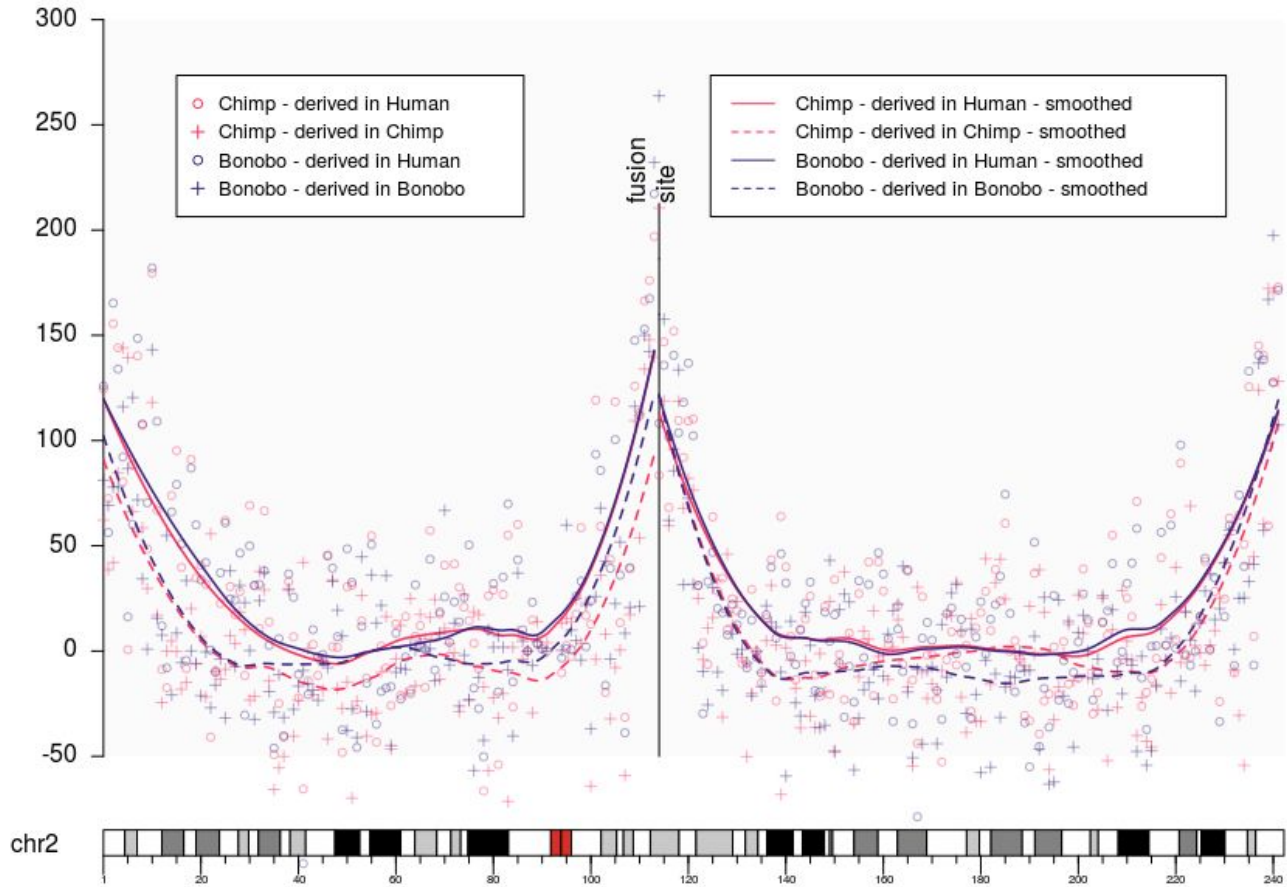 300
250
200
150
100
50
0
-50
Chimp - derived in Human
Chimp - derived in Chimp
Bonobo - derived in Human
Bonobo - derived in Bonobo
fusion
site
Chimp - derived in Human - smoothed
Chimp - derived in Chimp - smoothed
Bonobo - derived in Human - smoothed
Bonobo - derived in Bonobo - smoothed
chr2
1 20 40 60 80 100 120 140 160 180 200 220 240